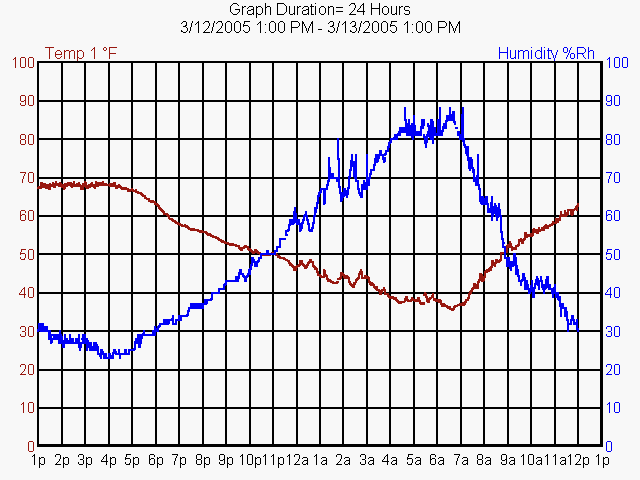 Graph Duration= 24 Hours
3/12/2005 1:00 PM - 3/13/2005 1:00 PM
Temp 1 °F Humidity %Rh
100 100
90 90
80 80
70 70
60 60
50 50
40 40
30 30
20 20
10 10
0 0
1p 2p 3p 4p 5p 6p 7p 8p 9p 10p 11p 12a 1a 2a 3a 4a 5a 6a 7a 8a 9a 10a 11a 12p 1p